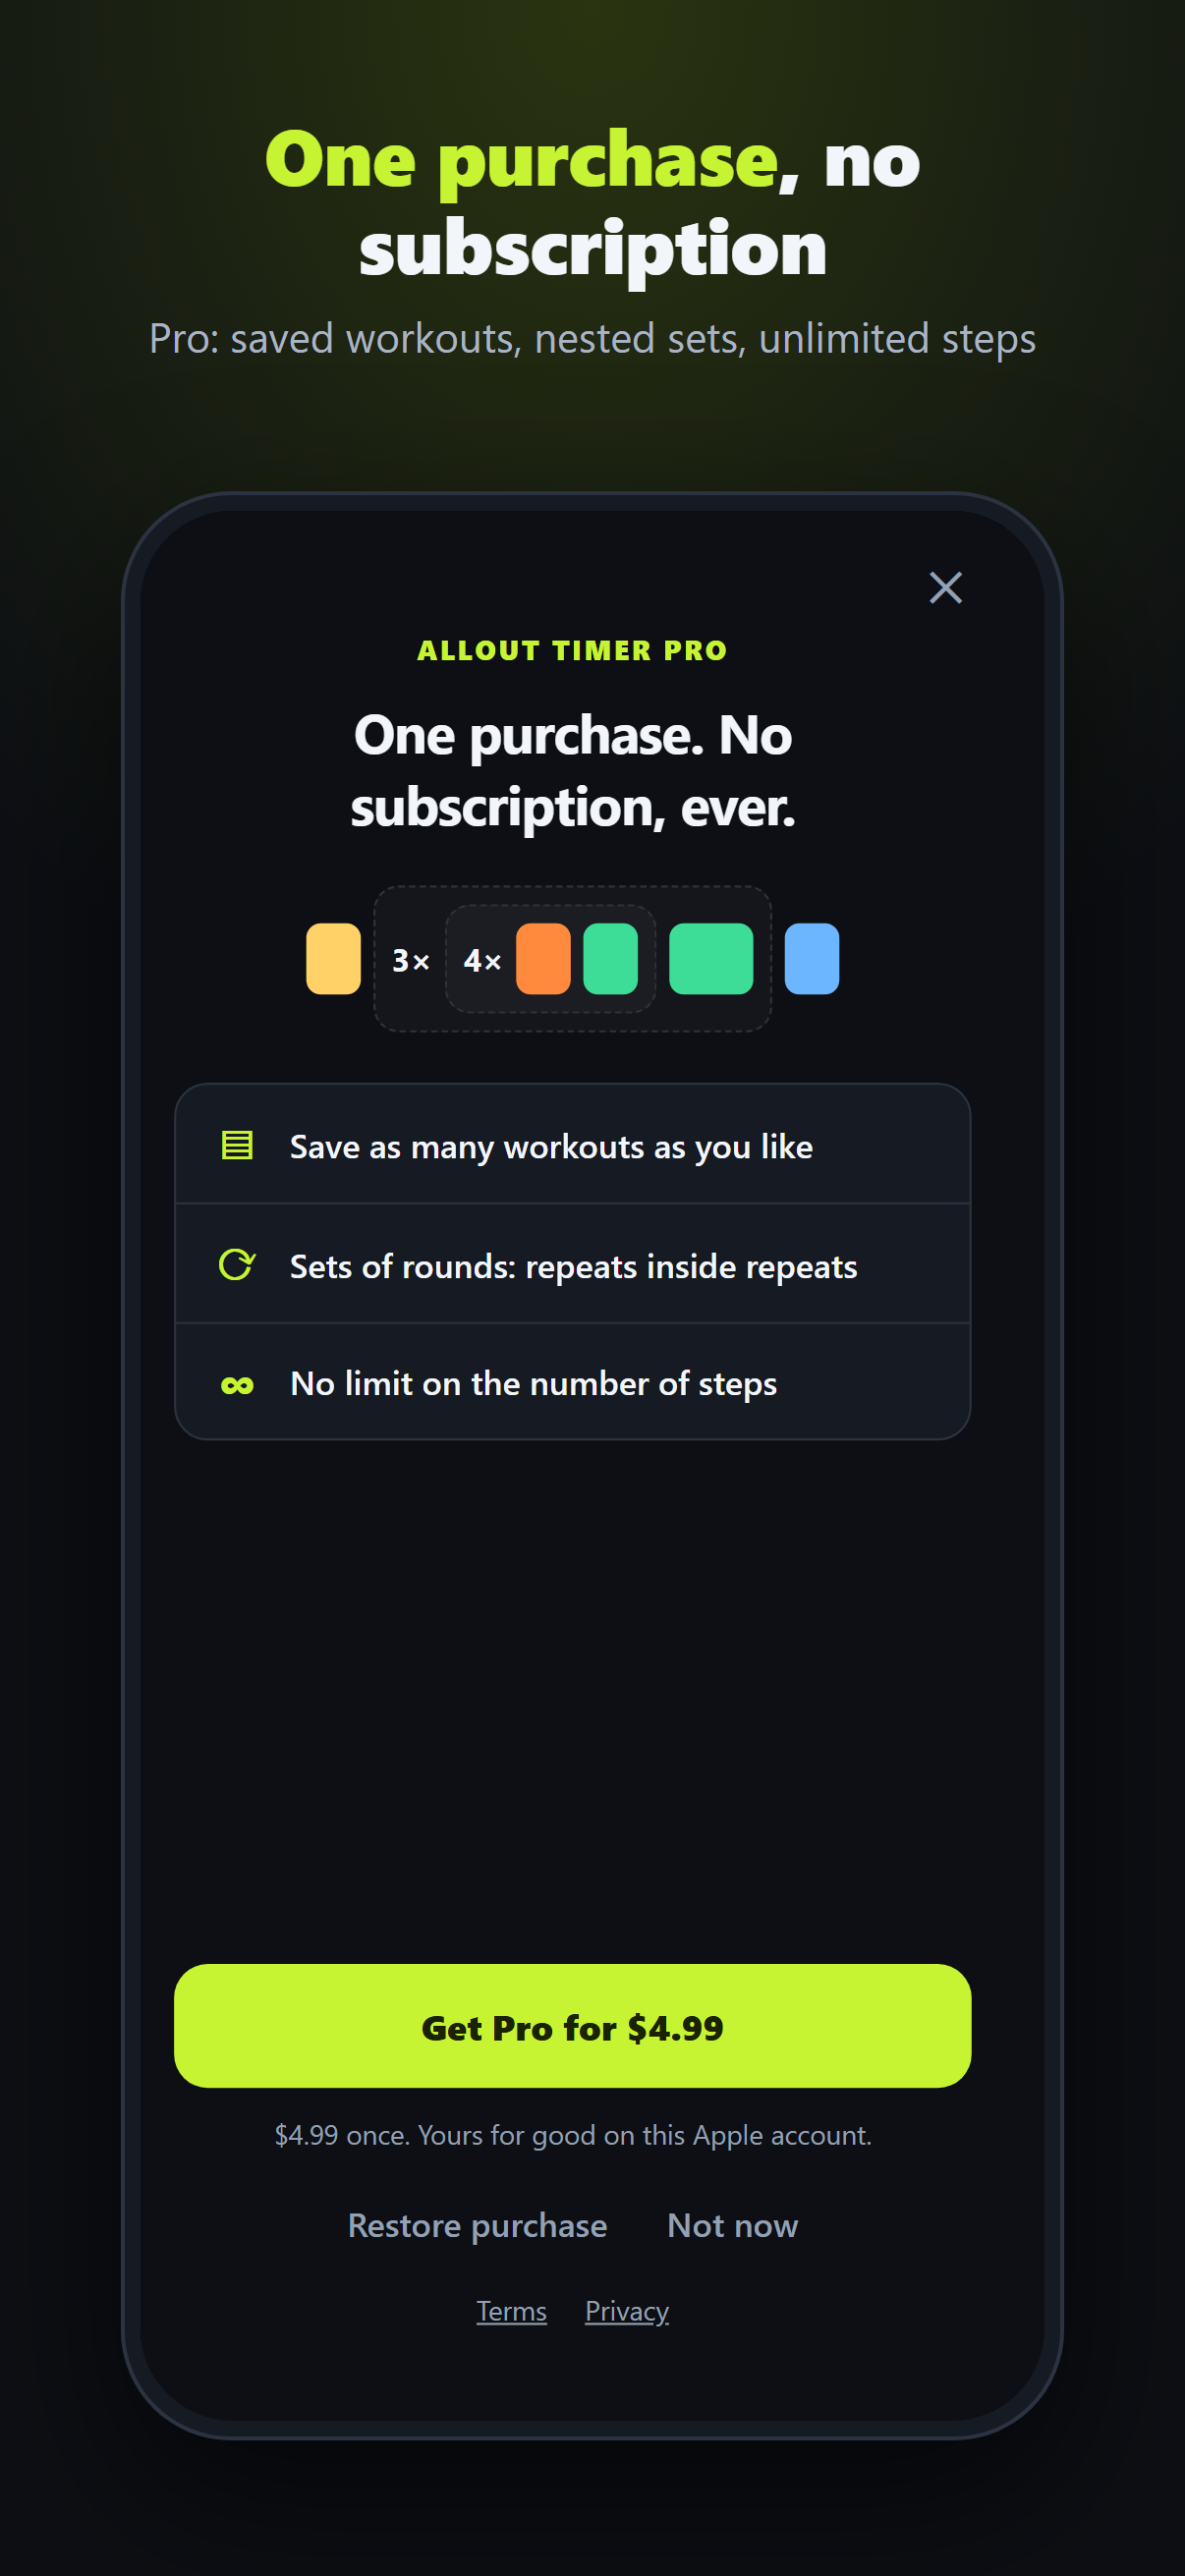 One purchase, no
subscription
Pro: saved workouts, nested sets, unlimited steps
ALLOUT TIMER PRO
One purchase. No
subscription, ever.
3× 4×
Save as many workouts as you like
Sets of rounds: repeats inside repeats
No limit on the number of steps
Get Pro for $4.99
$4.99 once. Yours for good on this Apple account.
Restore purchase Not now
Terms Privacy